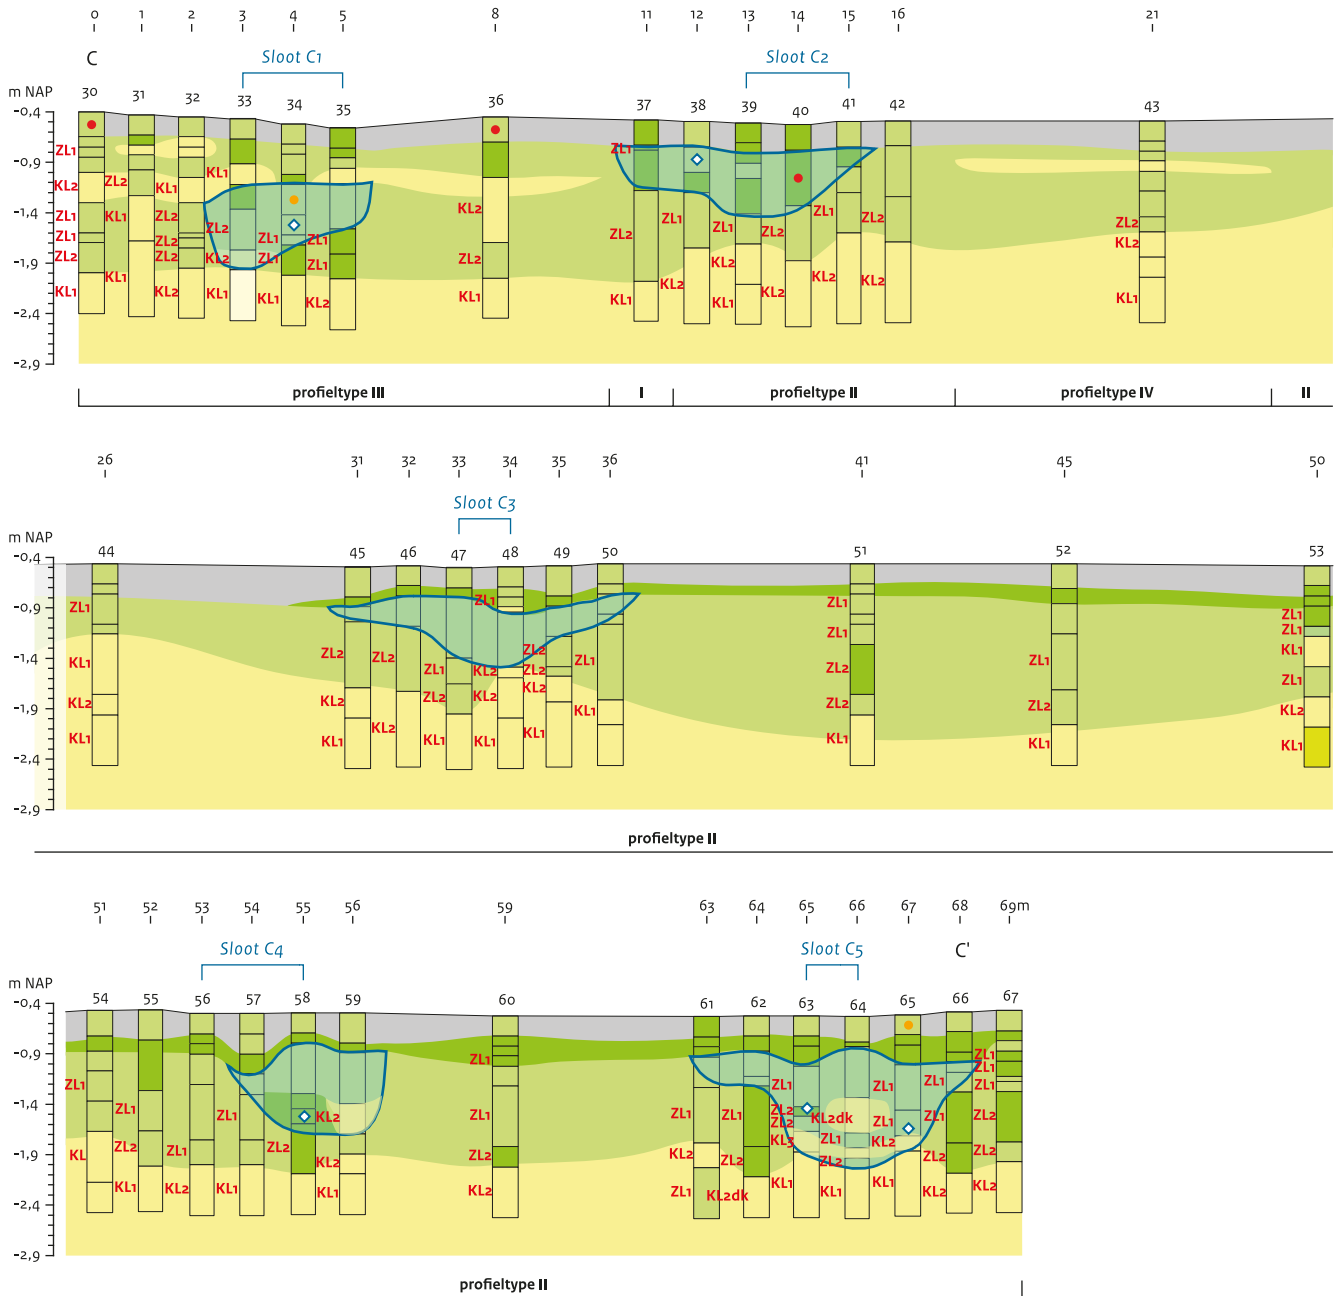 0 1 2 3 4 5 8 11 12 13 14 15 16 21
C Sloot C1 Sloot C2
m NAP
30 31 32 33 34 35 36 37 38 39 40 41 42 43
-0,4
ZL1
-0,9
KL2 ZL2 KL1 KL1 KL2
-1,4
ZL1 KL1 ZL2 ZL2 ZL1 ZL1 ZL2 ZL1 ZL1 ZL2 ZL1 ZL2
ZL1 ZL2 KL2
-1,9
ZL2 ZL2 KL2 ZL1 ZL1 ZL2 KL2
KL1 KL1 KL2 KL1 KL1 KL2 KL1 KL1 KL2 KL1 KL2 KL2 KL2 KL1
-2,4
-2,9
profieltype III I profieltype II profieltype IV II
26 31 32 33 34 35 36 41 45 50
Sloot C3
m NAP
44 45 46 47 48 49 50 51 52 53
-0,4
ZL1
-0,9
ZL1 ZL1 ZL1
ZL1 ZL1
-1,4
KL1 ZL2 ZL2 ZL1 KL2 ZL2 ZL1 ZL2 ZL1 KL1
ZL2 KL2 ZL2 KL2 ZL1
-1,9
KL2 KL2 KL1 ZL2 ZL2 KL2
KL1 KL1 KL1 KL1 KL1 KL1 KL1
-2,4
-2,9
profieltype II
51 52 53 54 55 56 59 63 64 65 66 67 68 69m
Sloot C4 Sloot C5 C'
m NAP
54 55 56 57 58 59 60 61 62 63 64 65 66 67
-0,4
-0,9
ZL1 ZL1
ZL1 ZL1 ZL1 ZL1 ZL1 ZL1
-1,4
ZL1 ZL1 KL2 ZL1 ZL1 ZL2 KL2dk ZL1
ZL2
KL ZL2 ZL1 ZL2 KL3 ZL1 KL2
-1,9
KL2 ZL2 KL2 ZL2 ZL2 ZL2 ZL2
KL1 KL2 KL1 KL1 KL2 ZL1 KL2dk KL1 KL1 KL1 KL2 KL2
-2,4
-2,9
profieltype II